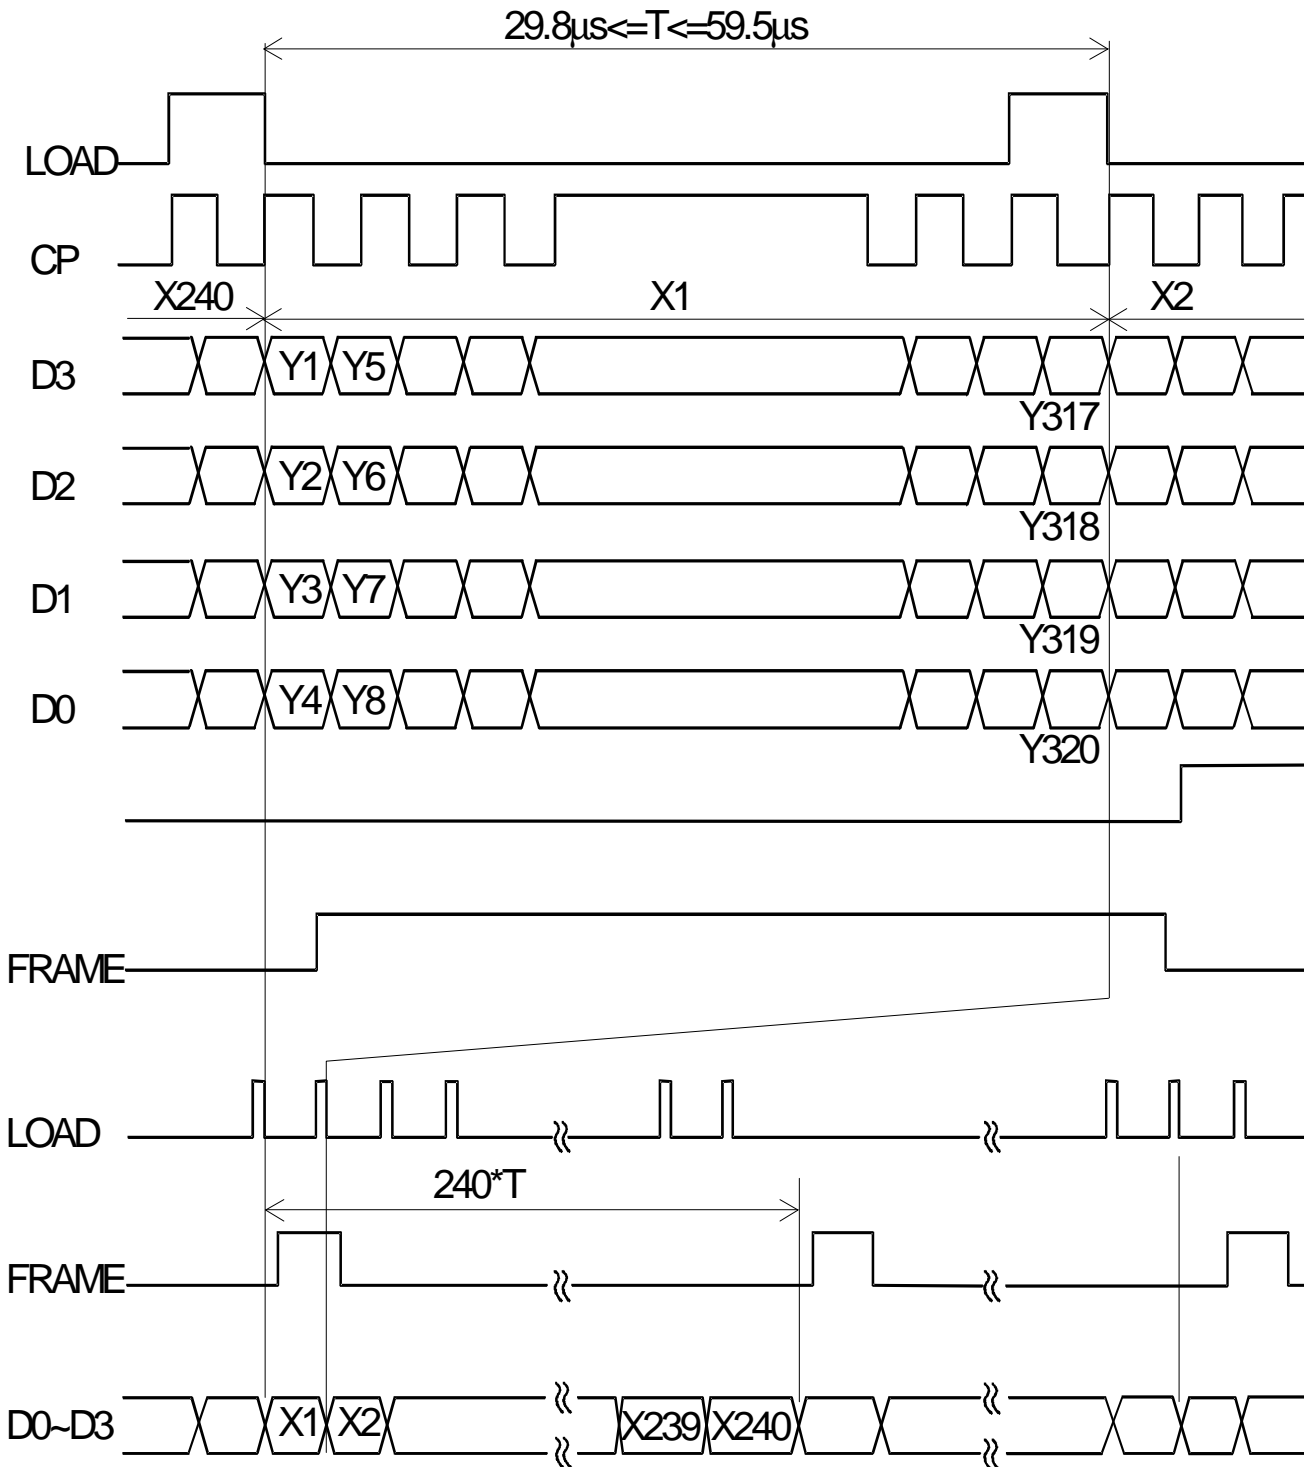 29.8µs<=T<=59.5µs
LOAD
CP
X240 X1 X2
D3 Y1 Y5
Y317
D2 Y2 Y6
Y318
D1 Y3 Y7
Y319
D0 Y4 Y8
Y320
FRAME
LOAD
240*T
FRAME
D0~D3 X1 X2 X239 X240